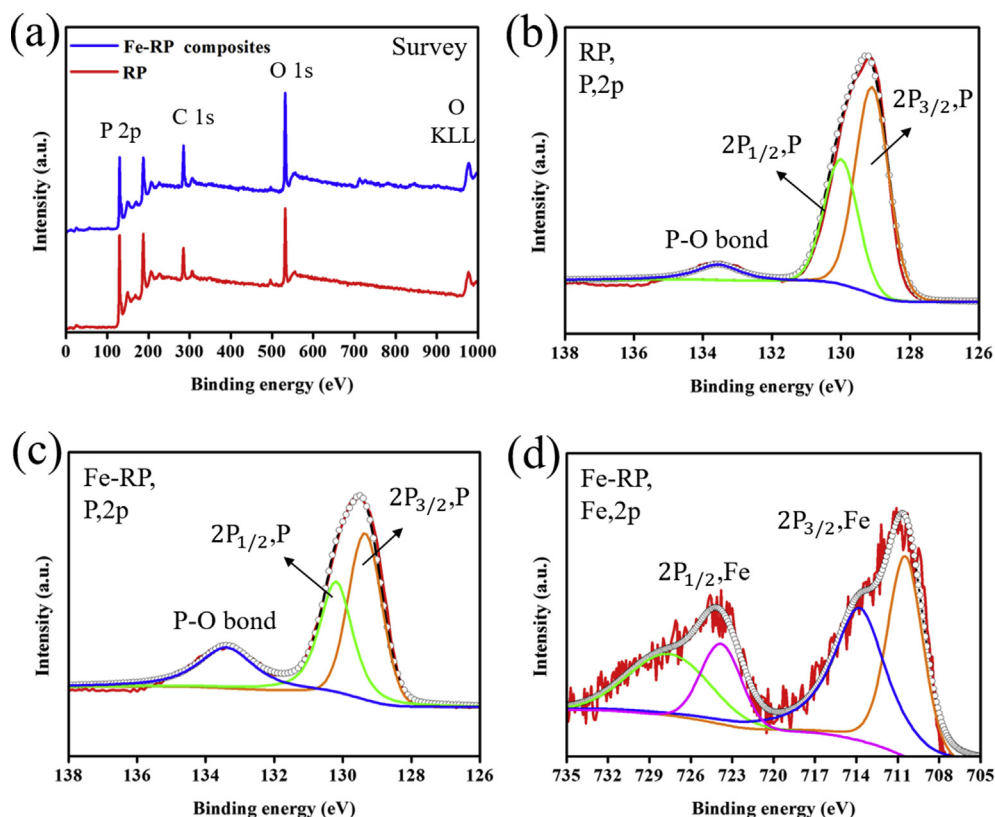 (a)
Fe-RP composites
RP
Survey
P 2p
C 1s
O 1s
O
KLL
Intensity (a.u.)
0 100 200 300 400 500 600 700 800 900 1000
Binding energy (eV)
(b)
RP,
P,2p
2P3/2,P
2P1/2,P
P-O bond
Intensity (a.u.)
138 136 134 132 130 128 126
Binding energy (eV)
(c)
Fe-RP,
P,2p
2P3/2,P
2P1/2,P
P-O bond
Intensity (a.u.)
138 136 134 132 130 128 126
Binding energy (eV)
(d)
Fe-RP,
Fe,2p
2P3/2,Fe
2P1/2,Fe
Intensity (a.u.)
735 732 729 726 723 720 717 714 711 708 705
Binding energy (eV)